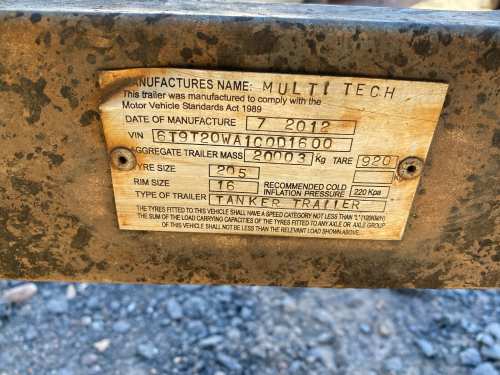 MANUFACTURES NAME: MULTI TECH
This trailer was manufactured to comply with the
Motor Vehicle Standards Act 1989
DATE OF MANUFACTURE 7 2012
VIN 6T9T20WA1C0D1600
AGGREGATE TRAILER MASS 2000 Kg TARE 920
TYRE SIZE 205
RIM SIZE 16 RECOMMENDED COLD INFLATION PRESSURE 220 Kpa
TYPE OF TRAILER TANKER TRAILER
THE TYRES FITTED TO THIS VEHICLE SHALL HAVE A SPEED CATEGORY NOT LESS THAN "L" (120KM/H)
THE SUM OF THE LOAD CARRYING CAPACITIES OF THE TYRES FITTED TO ANY AXLE OR AXLE GROUP
OF THIS VEHICLE SHALL NOT BE LESS THAN THE RELEVANT LOAD SHOWN ABOVE..